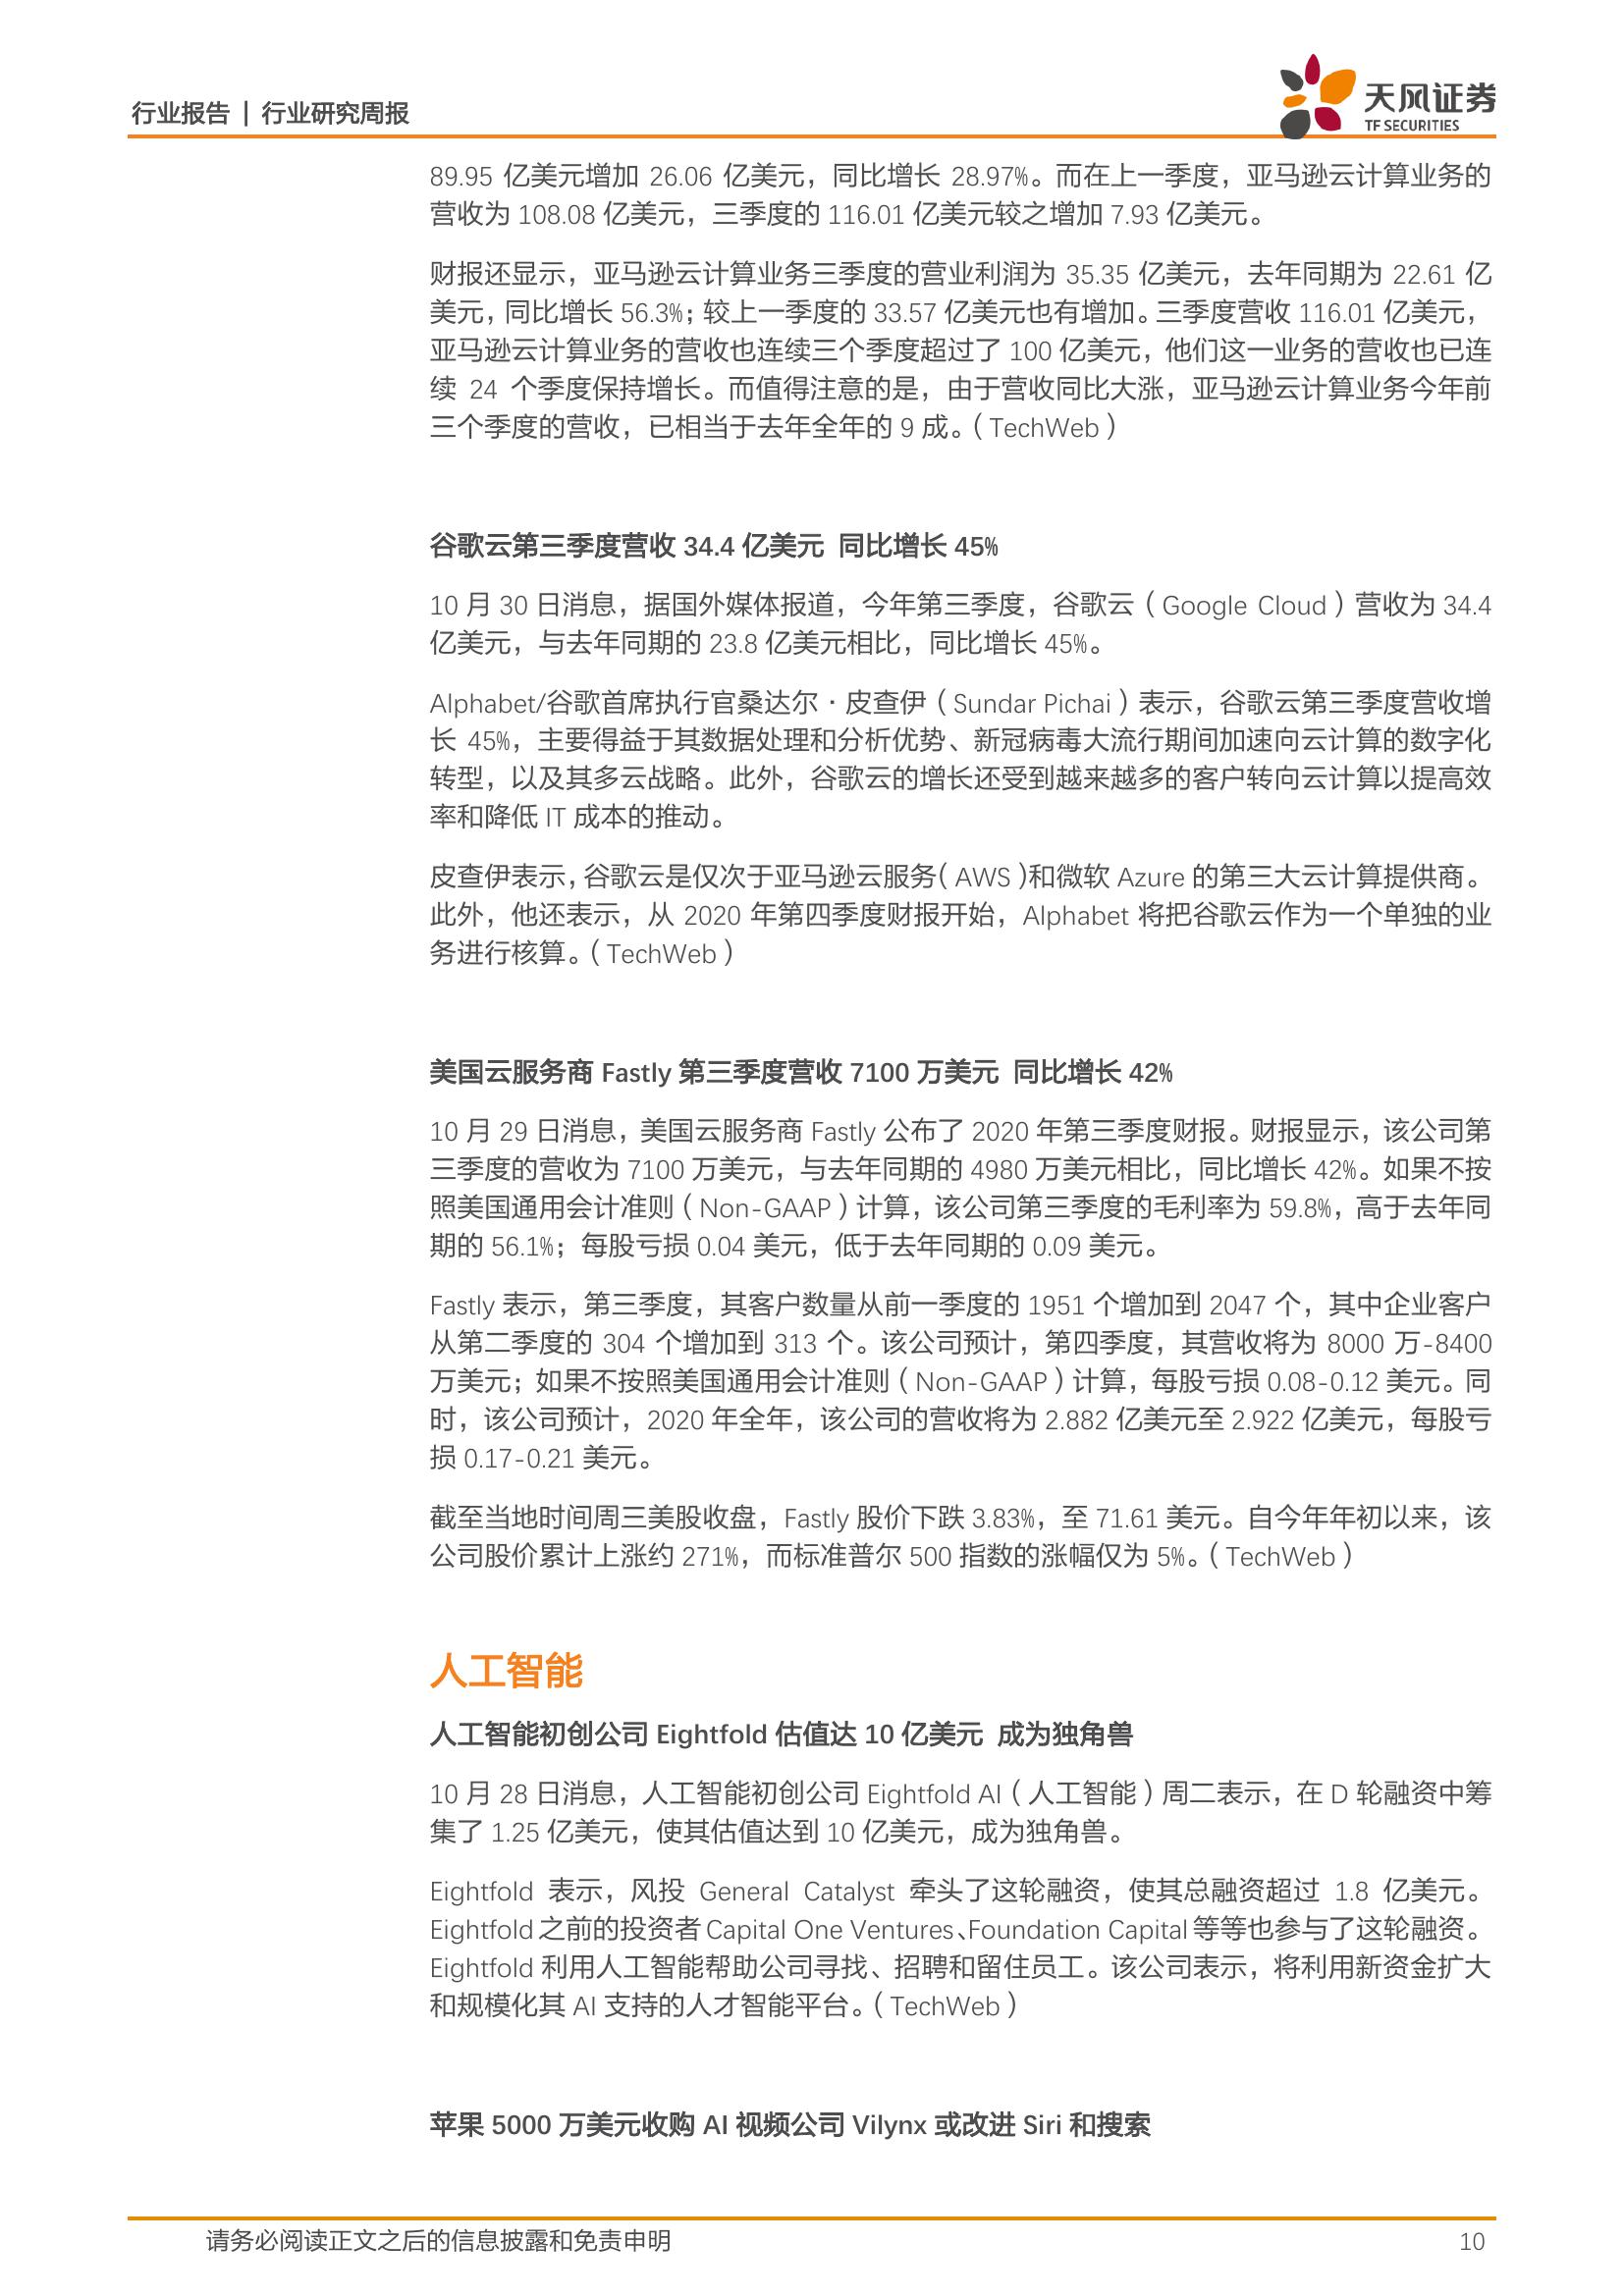 行业报告 | 行业研究周报
天风证券
TF SECURITIES
89.95 亿美元增加 26.06 亿美元，同比增长 28.97%。而在上一季度，亚马逊云计算业务的
营收为 108.08 亿美元，三季度的 116.01 亿美元较之增加 7.93 亿美元。
财报还显示，亚马逊云计算业务三季度的营业利润为 35.35 亿美元，去年同期为 22.61 亿
美元，同比增长 56.3%；较上一季度的 33.57 亿美元也有增加。三季度营收 116.01 亿美元，
亚马逊云计算业务的营收也连续三个季度超过了 100 亿美元，他们这一业务的营收也已连
续 24 个季度保持增长。而值得注意的是，由于营收同比大涨，亚马逊云计算业务今年前
三个季度的营收，已相当于去年全年的 9 成。（TechWeb）
谷歌云第三季度营收 34.4 亿美元 同比增长 45%
10 月 30 日消息，据国外媒体报道，今年第三季度，谷歌云（Google Cloud）营收为 34.4
亿美元，与去年同期的 23.8 亿美元相比，同比增长 45%。
Alphabet/谷歌首席执行官桑达尔·皮查伊（Sundar Pichai）表示，谷歌云第三季度营收增
长 45%，主要得益于其数据处理和分析优势、新冠病毒大流行期间加速向云计算的数字化
转型，以及其多云战略。此外，谷歌云的增长还受到越来越多的客户转向云计算以提高效
率和降低 IT 成本的推动。
皮查伊表示，谷歌云是仅次于亚马逊云服务（AWS）和微软 Azure 的第三大云计算提供商。
此外，他还表示，从 2020 年第四季度财报开始，Alphabet 将把谷歌云作为一个单独的业
务进行核算。（TechWeb）
美国云服务商 Fastly 第三季度营收 7100 万美元 同比增长 42%
10 月 29 日消息，美国云服务商 Fastly 公布了 2020 年第三季度财报。财报显示，该公司第
三季度的营收为 7100 万美元，与去年同期的 4980 万美元相比，同比增长 42%。如果不按
照美国通用会计准则（Non-GAAP）计算，该公司第三季度的毛利率为 59.8%，高于去年同
期的 56.1%；每股亏损 0.04 美元，低于去年同期的 0.09 美元。
Fastly 表示，第三季度，其客户数量从前一季度的 1951 个增加到 2047 个，其中企业客户
从第二季度的 304 个增加到 313 个。该公司预计，第四季度，其营收将为 8000 万-8400
万美元；如果不按照美国通用会计准则（Non-GAAP）计算，每股亏损 0.08-0.12 美元。同
时，该公司预计，2020 年全年，该公司的营收将为 2.882 亿美元至 2.922 亿美元，每股亏
损 0.17-0.21 美元。
截至当地时间周三美股收盘，Fastly 股价下跌 3.83%，至 71.61 美元。自今年年初以来，该
公司股价累计上涨约 271%，而标准普尔 500 指数的涨幅仅为 5%。（TechWeb）
人工智能
人工智能初创公司 Eightfold 估值达 10 亿美元 成为独角兽
10 月 28 日消息，人工智能初创公司 Eightfold AI（人工智能）周二表示，在 D 轮融资中筹
集了 1.25 亿美元，使其估值达到 10 亿美元，成为独角兽。
Eightfold 表示，风投 General Catalyst 牵头了这轮融资，使其总融资超过 1.8 亿美元。
Eightfold 之前的投资者 Capital One Ventures、Foundation Capital 等等也参与了这轮融资。
Eightfold 利用人工智能帮助公司寻找、招聘和留住员工。该公司表示，将利用新资金扩大
和规模化其 AI 支持的人才智能平台。（TechWeb）
苹果 5000 万美元收购 AI 视频公司 Vilynx 或改进 Siri 和搜索
请务必阅读正文之后的信息披露和免责申明
10